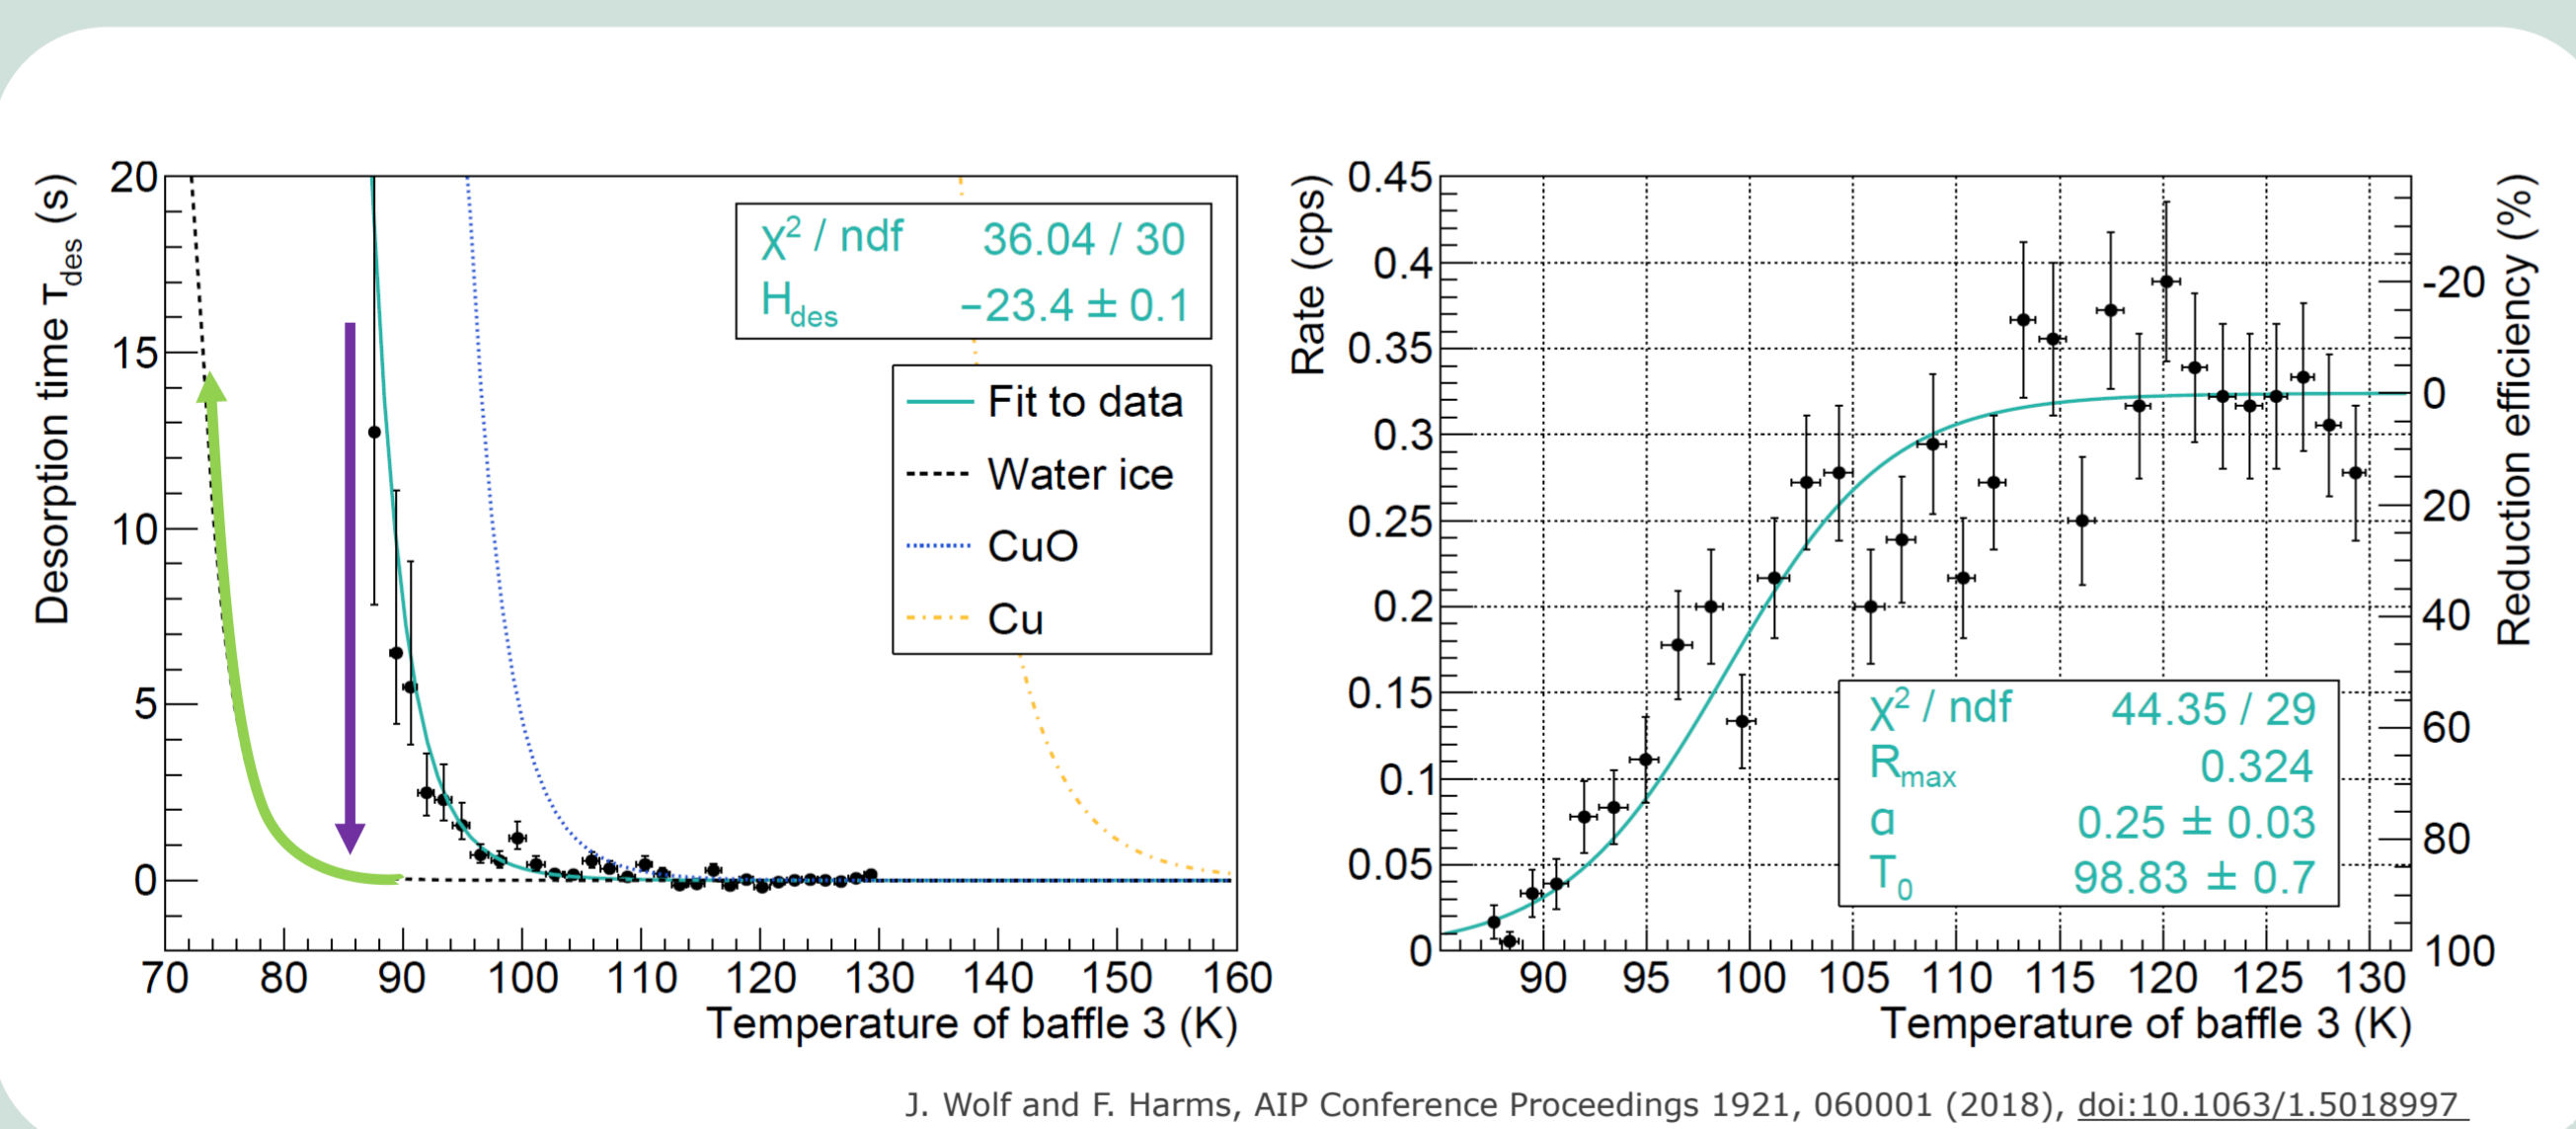 Desorption time T_des (s)
20
15
10
5
0
χ² / ndf 36.04 / 30
H_des −23.4 ± 0.1
Fit to data
Water ice
CuO
Cu
70 80 90 100 110 120 130 140 150 160
Temperature of baffle 3 (K)
Rate (cps)
0.45
0.4
0.35
0.3
0.25
0.2
0.15
0.1
0.05
0
χ² / ndf 44.35 / 29
R_max 0.324
a 0.25 ± 0.03
T_0 98.83 ± 0.7
90 95 100 105 110 115 120 125 130
Temperature of baffle 3 (K)
Reduction efficiency (%)
-20
0
20
40
60
80
100
J. Wolf and F. Harms, AIP Conference Proceedings 1921, 060001 (2018), doi:10.1063/1.5018997